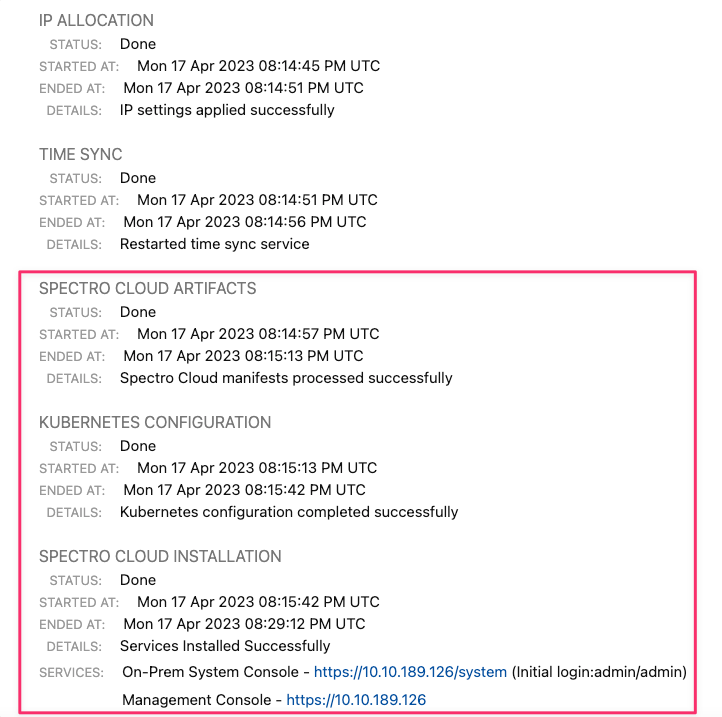 IP ALLOCATION
STATUS: Done
STARTED AT: Mon 17 Apr 2023 08:14:45 PM UTC
ENDED AT: Mon 17 Apr 2023 08:14:51 PM UTC
DETAILS: IP settings applied successfully
TIME SYNC
STATUS: Done
STARTED AT: Mon 17 Apr 2023 08:14:51 PM UTC
ENDED AT: Mon 17 Apr 2023 08:14:56 PM UTC
DETAILS: Restarted time sync service
SPECTRO CLOUD ARTIFACTS
STATUS: Done
STARTED AT: Mon 17 Apr 2023 08:14:57 PM UTC
ENDED AT: Mon 17 Apr 2023 08:15:13 PM UTC
DETAILS: Spectro Cloud manifests processed successfully
KUBERNETES CONFIGURATION
STATUS: Done
STARTED AT: Mon 17 Apr 2023 08:15:13 PM UTC
ENDED AT: Mon 17 Apr 2023 08:15:42 PM UTC
DETAILS: Kubernetes configuration completed successfully
SPECTRO CLOUD INSTALLATION
STATUS: Done
STARTED AT: Mon 17 Apr 2023 08:15:42 PM UTC
ENDED AT: Mon 17 Apr 2023 08:29:12 PM UTC
DETAILS: Services Installed Successfully
SERVICES: On-Prem System Console - https://10.10.189.126/system (Initial login:admin/admin)
Management Console - https://10.10.189.126